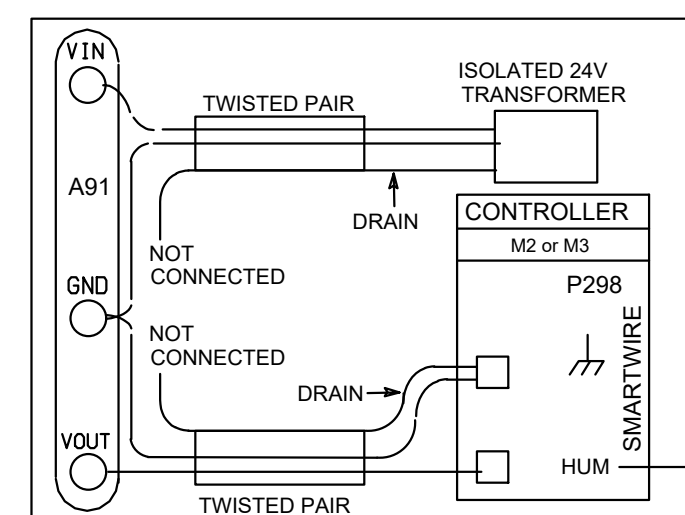 VIN
ISOLATED 24V
TRANSFORMER
TWISTED PAIR
A91
DRAIN
CONTROLLER
M2 or M3
NOT
CONNECTED
GND
P298
NOT
CONNECTED
SMARTWIRE
DRAIN
VOUT
HUM
TWISTED PAIR